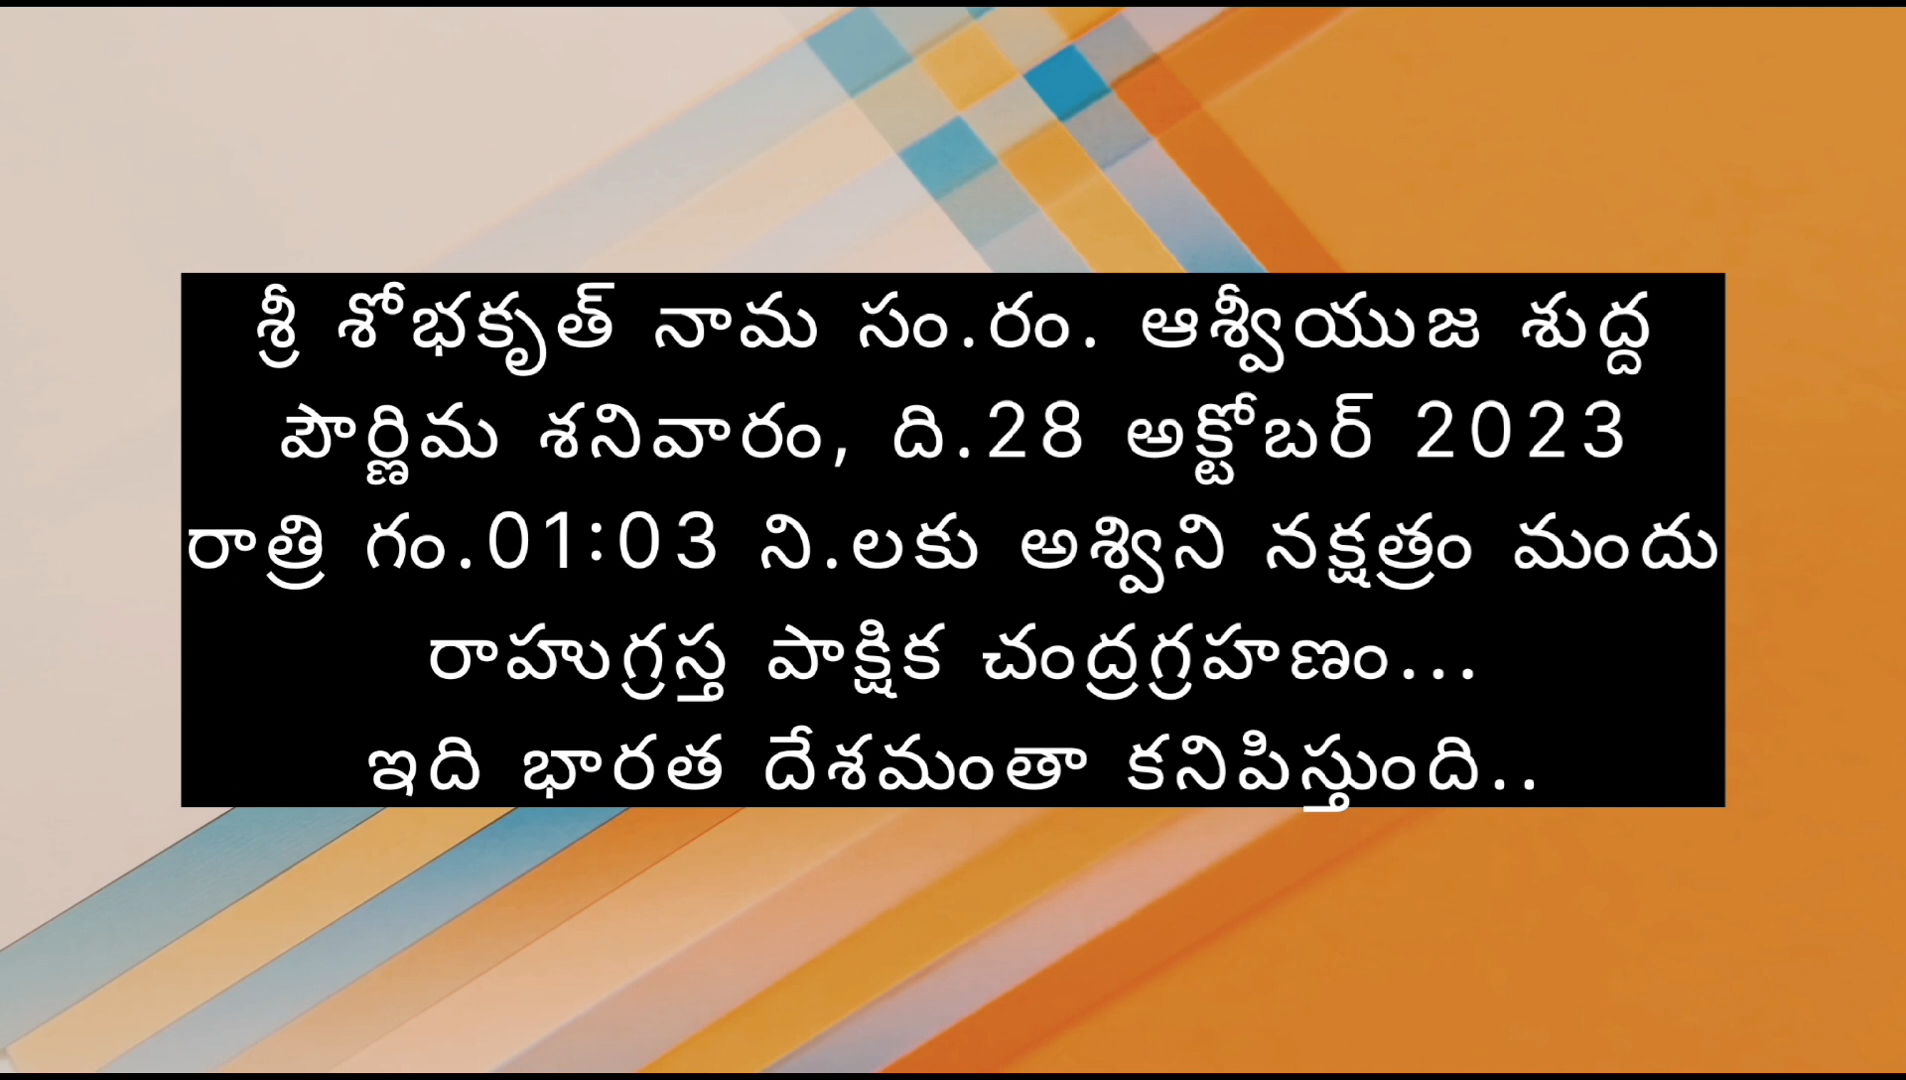 శ్రీ శోభకృత్ నామ సం.రం. ఆశ్వీయుజ శుద్ద
పౌర్ణిమ శనివారం, ది.28 అక్టోబర్ 2023
రాత్రి గం.01:03 ని.లకు అశ్విని నక్షత్రం మందు
రాహుగ్రస్త పాక్షిక చంద్రగ్రహణం...
ఇది భారత దేశమంతా కనిపిస్తుంది..